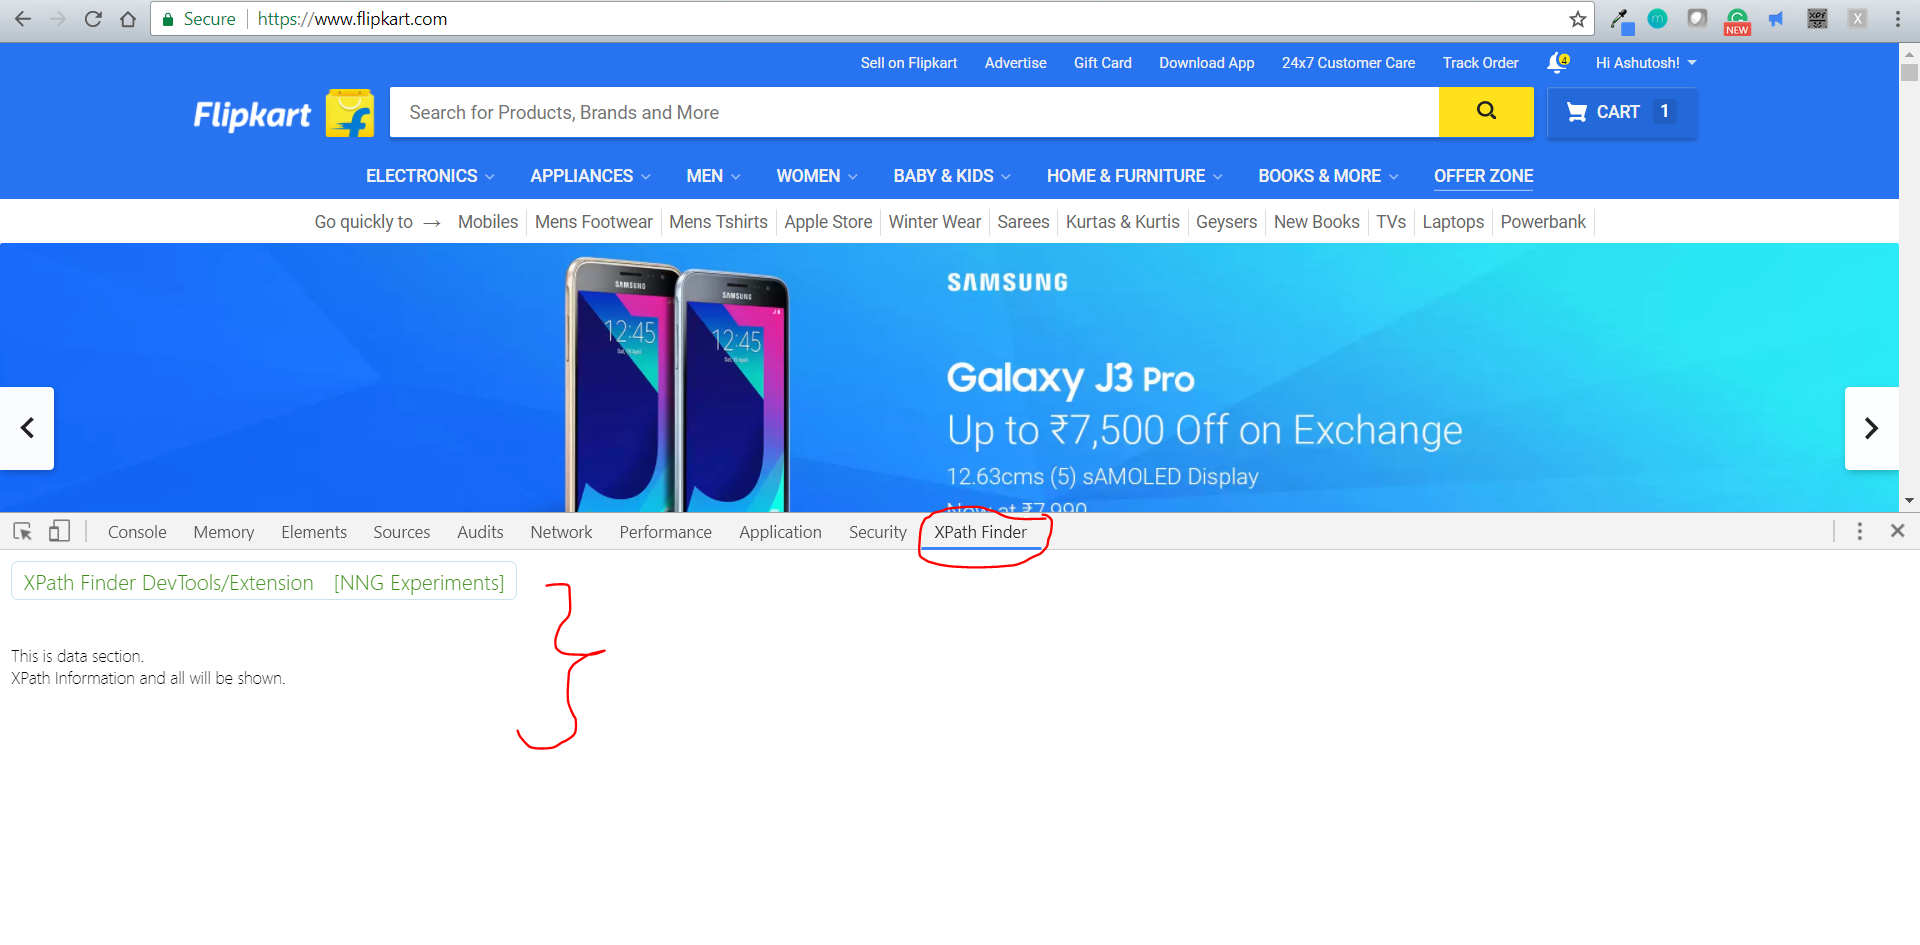 Secure https://www.flipkart.com
NEW
XPf
m
X
Sell on Flipkart Advertise Gift Card Download App 24x7 Customer Care Track Order 4 Hi Ashutosh!
Flipkart Search for Products, Brands and More CART 1
ELECTRONICS APPLIANCES MEN WOMEN BABY & KIDS HOME & FURNITURE BOOKS & MORE OFFER ZONE
Go quickly to → Mobiles Mens Footwear Mens Tshirts Apple Store Winter Wear Sarees Kurtas & Kurtis Geysers New Books TVs Laptops Powerbank
SAMSUNG
SAMSUNG
SAMSUNG
12:45
12:45
Galaxy J3 Pro
Up to ₹7,500 Off on Exchange
12.63cms (5) sAMOLED Display
Now at ₹7,990
Console Memory Elements Sources Audits Network Performance Application Security XPath Finder
XPath Finder DevTools/Extension [NNG Experiments]
This is data section.
XPath Information and all will be shown.